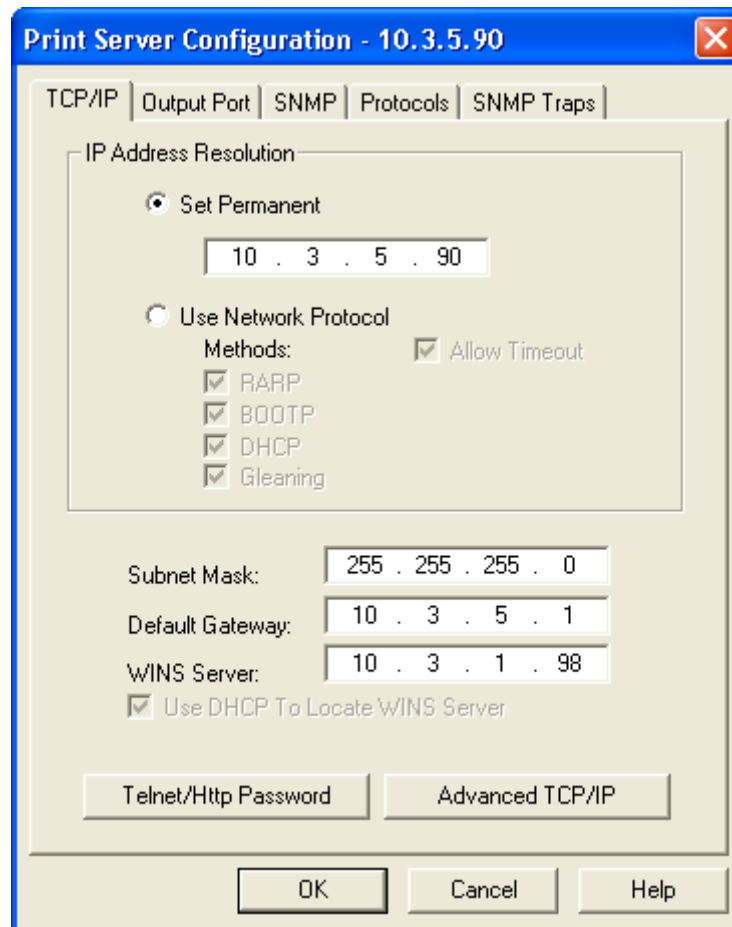 Print Server Configuration - 10.3.5.90
TCP/IP Output Port SNMP Protocols SNMP Traps
IP Address Resolution
Set Permanent
10 . 3 . 5 . 90
Use Network Protocol
Methods: Allow Timeout
RARP
BOOTP
DHCP
Gleaning
Subnet Mask: 255 . 255 . 255 . 0
Default Gateway: 10 . 3 . 5 . 1
WINS Server: 10 . 3 . 1 . 98
Use DHCP To Locate WINS Server
Telnet/Http Password Advanced TCP/IP
OK Cancel Help